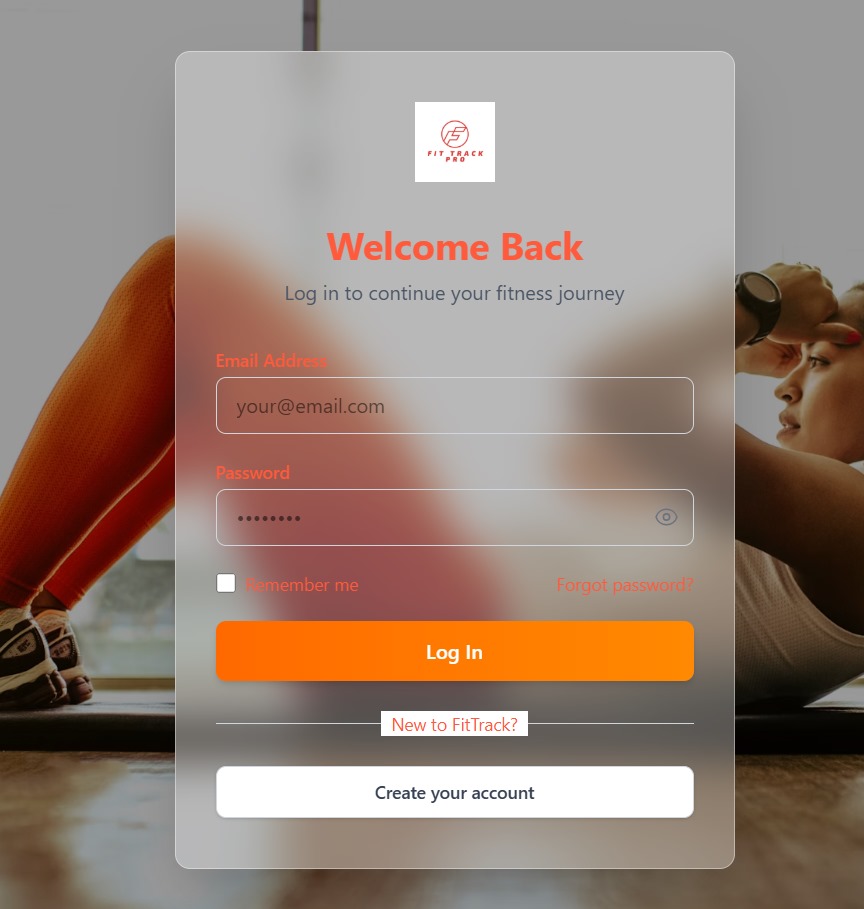 FIT TRACK
PRO
Welcome Back
Log in to continue your fitness journey
Email Address
your@email.com
Password
••••••••
Remember me
Forgot password?
Log In
New to FitTrack?
Create your account